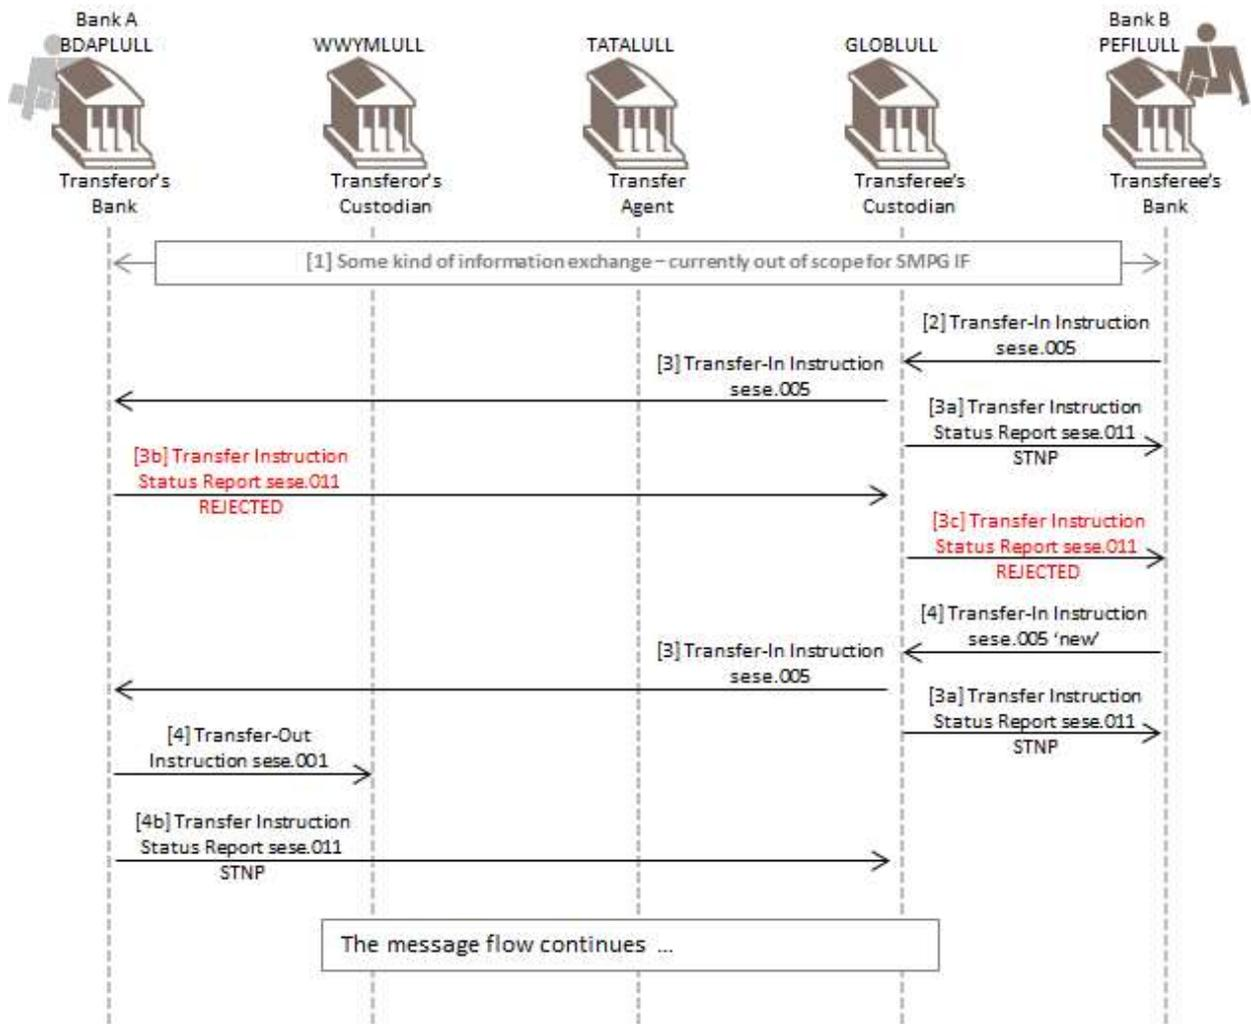 Bank A
BDAPLULL
WWYMLULL
TATALULL
GLOBLULL
Bank B
PEFILULL
Transferor's
Bank
Transferor's
Custodian
Transfer
Agent
Transferee's
Custodian
Transferee's
Bank
[1] Some kind of information exchange – currently out of scope for SMPG IF
[2] Transfer-In Instruction
sese.005
[3] Transfer-In Instruction
sese.005
[3a] Transfer Instruction
Status Report sese.011
STNP
[3b] Transfer Instruction
Status Report sese.011
REJECTED
[3c] Transfer Instruction
Status Report sese.011
REJECTED
[4] Transfer-In Instruction
sese.005 ‘new’
[3] Transfer-In Instruction
sese.005
[3a] Transfer Instruction
Status Report sese.011
STNP
[4] Transfer-Out
Instruction sese.001
[4b] Transfer Instruction
Status Report sese.011
STNP
The message flow continues ...